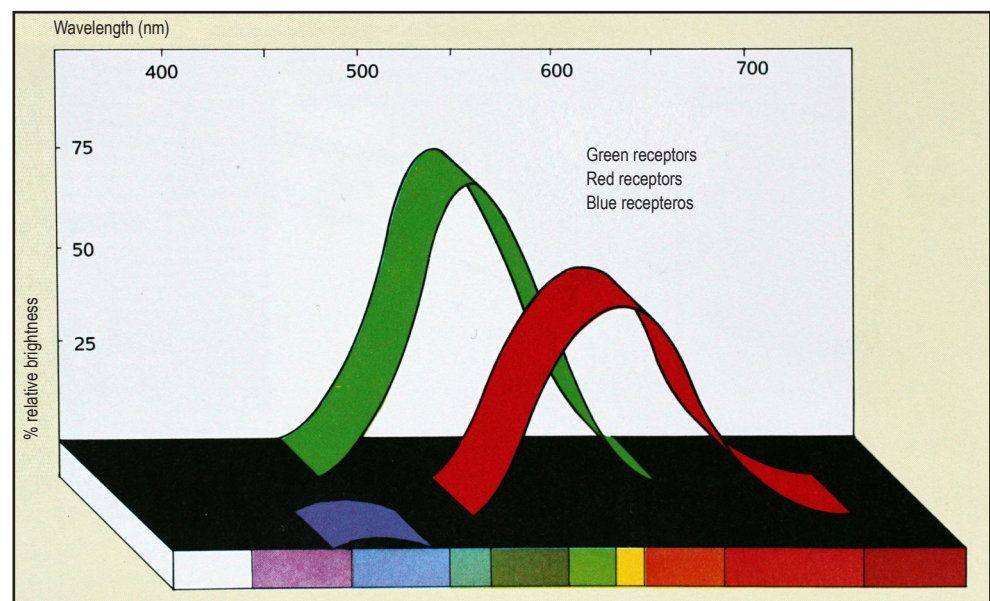 Wavelength (nm)
400 500 600 700
75
50
25
% relative brightness
Green receptors
Red receptors
Blue recepteros